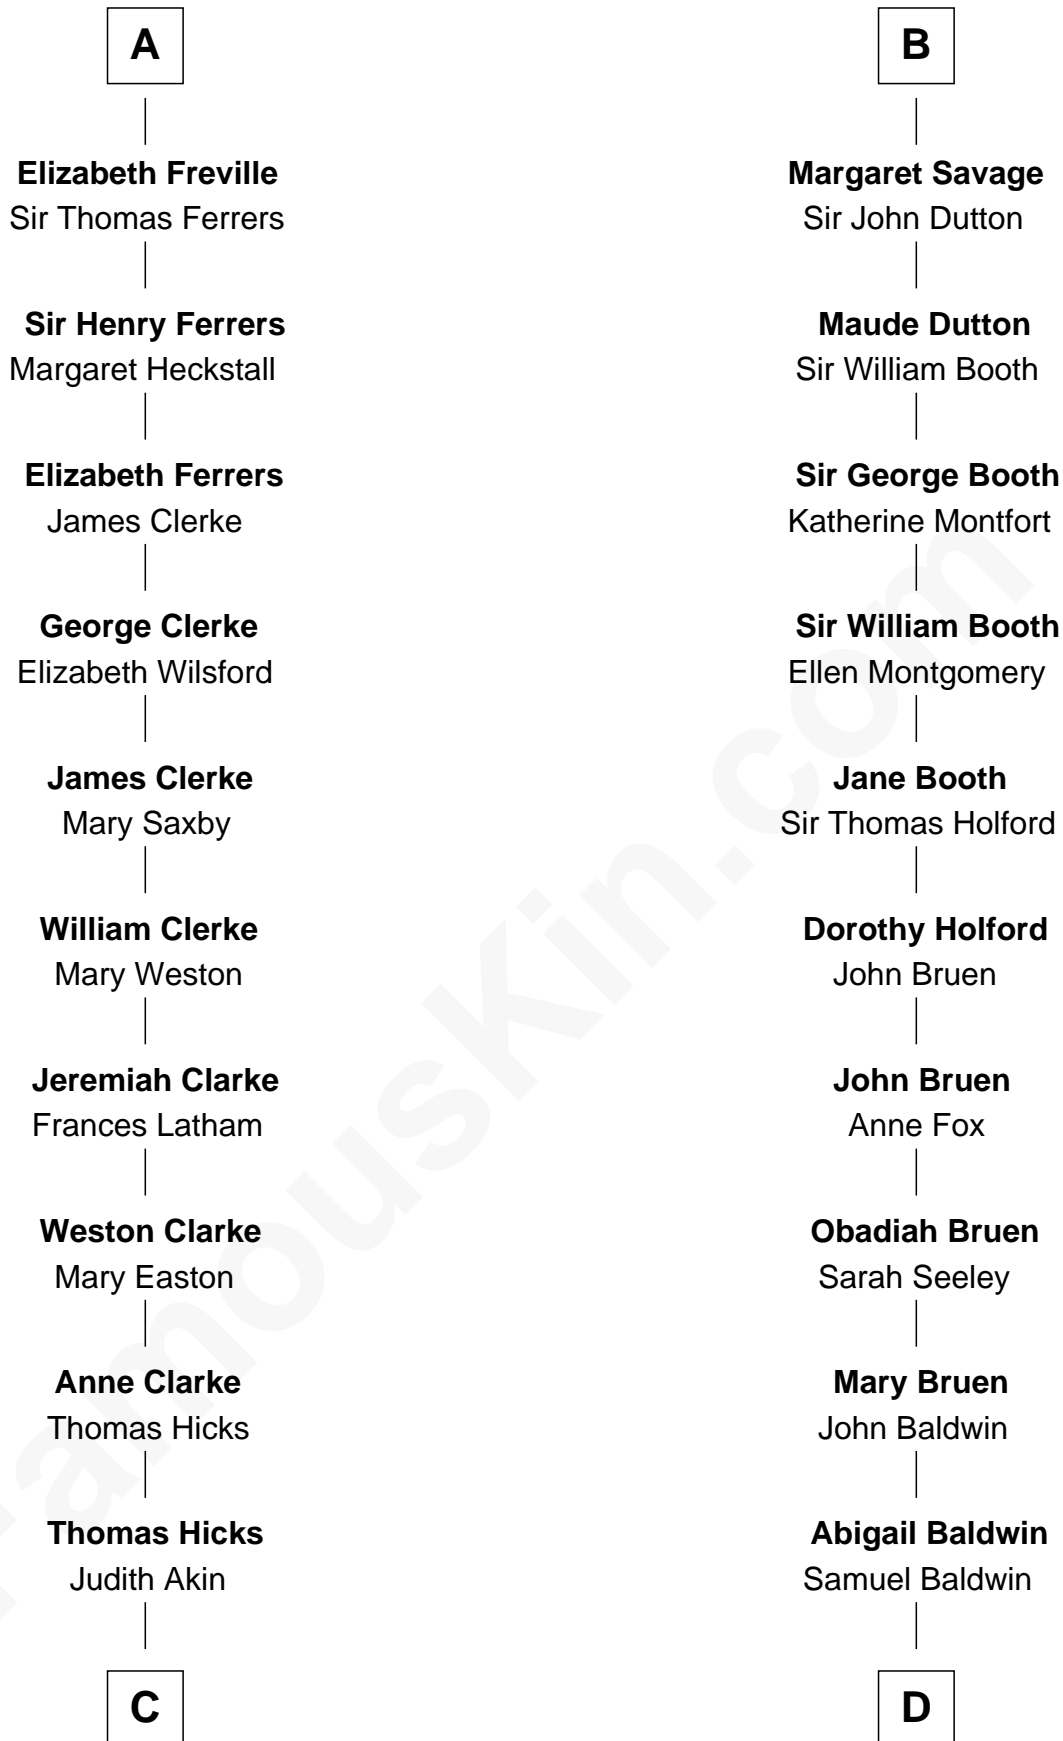 A
Elizabeth Freville
Sir Thomas Ferrers
Sir Henry Ferrers
Margaret Heckstall
Elizabeth Ferrers
James Clerke
George Clerke
Elizabeth Wilsford
James Clerke
Mary Saxby
William Clerke
Mary Weston
Jeremiah Clarke
Frances Latham
Weston Clarke
Mary Easton
Anne Clarke
Thomas Hicks
Thomas Hicks
Judith Akin
C
B
Margaret Savage
Sir John Dutton
Maude Dutton
Sir William Booth
Sir George Booth
Katherine Montfort
Sir William Booth
Ellen Montgomery
Jane Booth
Sir Thomas Holford
Dorothy Holford
John Bruen
John Bruen
Anne Fox
Obadiah Bruen
Sarah Seeley
Mary Bruen
John Baldwin
Abigail Baldwin
Samuel Baldwin
D
FamousKin.com